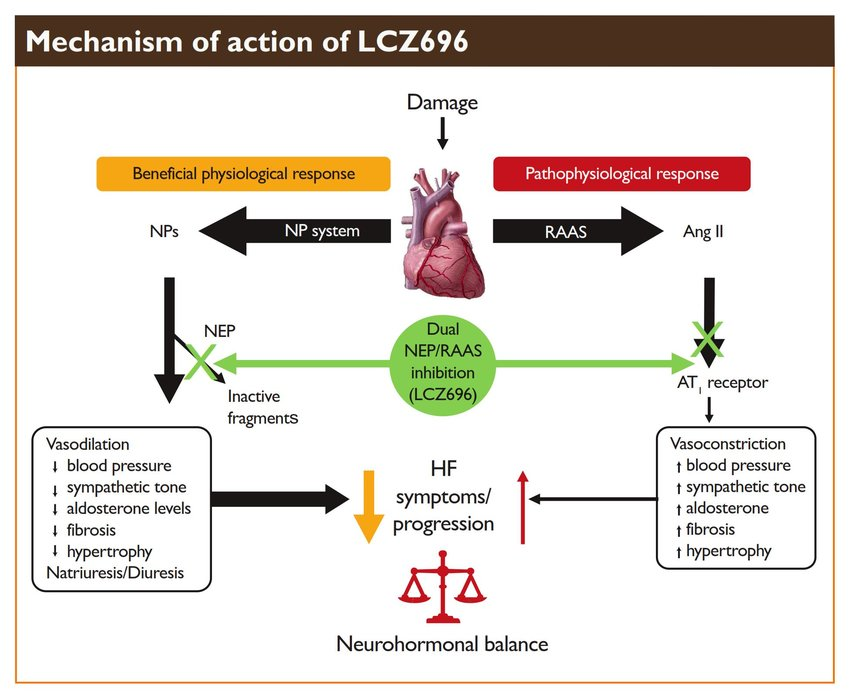 Mechanism of action of LCZ696
Damage
Beneficial physiological response
Pathophysiological response
NPs
NP system
RAAS
Ang II
NEP
Inactive
fragments
Dual
NEP/RAAS
inhibition
(LCZ696)
AT₁ receptor
Vasodilation
↓ blood pressure
↓ sympathetic tone
↓ aldosterone levels
↓ fibrosis
↓ hypertrophy
Natriuresis/Diuresis
HF
symptoms/
progression
Vasoconstriction
↑ blood pressure
↑ sympathetic tone
↑ aldosterone
↑ fibrosis
↑ hypertrophy
Neurohormonal balance